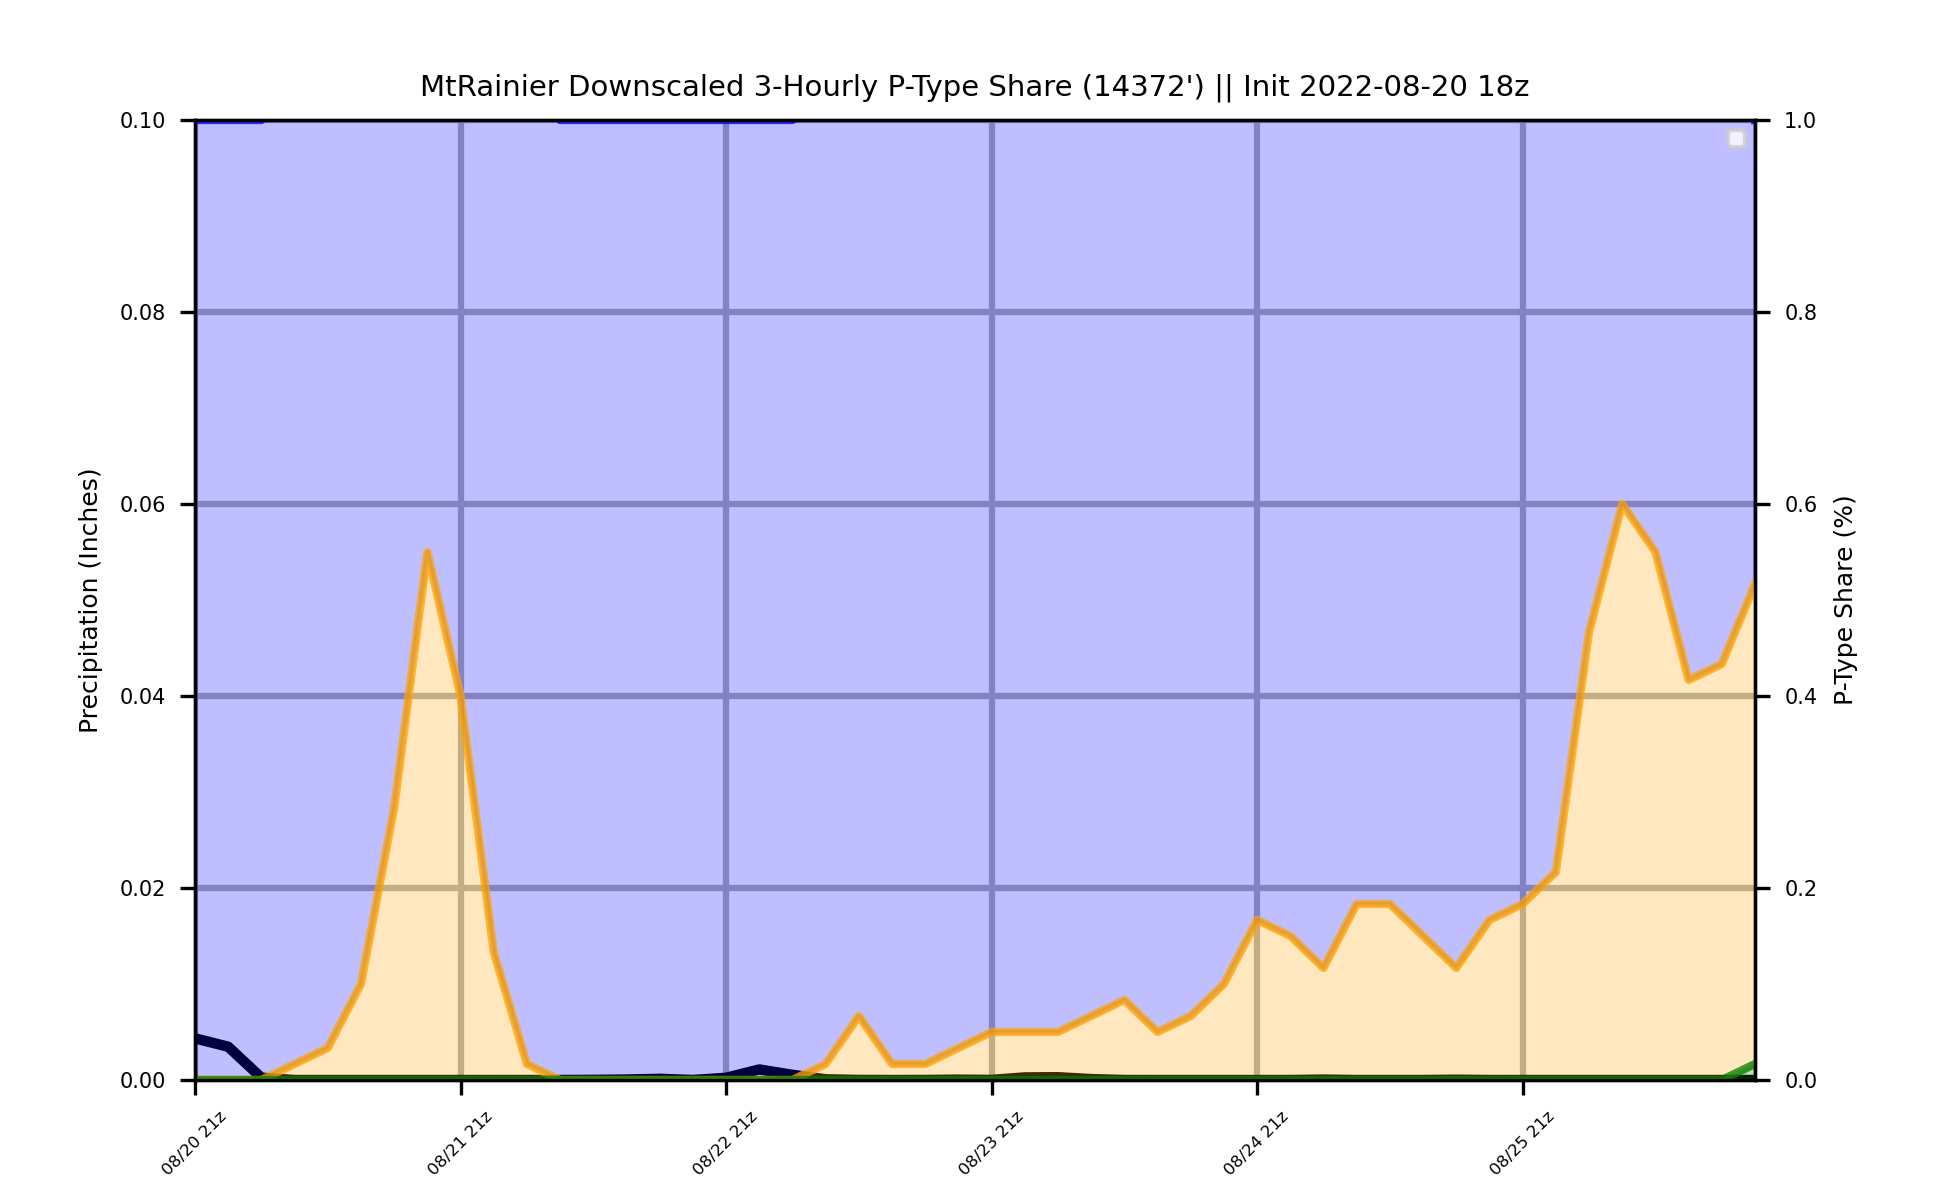 MtRainier Downscaled 3-Hourly P-Type Share (14372') || Init 2022-08-20 18z
0.10
0.08
0.06
0.04
0.02
0.00
Precipitation (Inches)
1.0
0.8
0.6
0.4
0.2
0.0
P-Type Share (%)
08/20 21z
08/21 21z
08/22 21z
08/23 21z
08/24 21z
08/25 21z